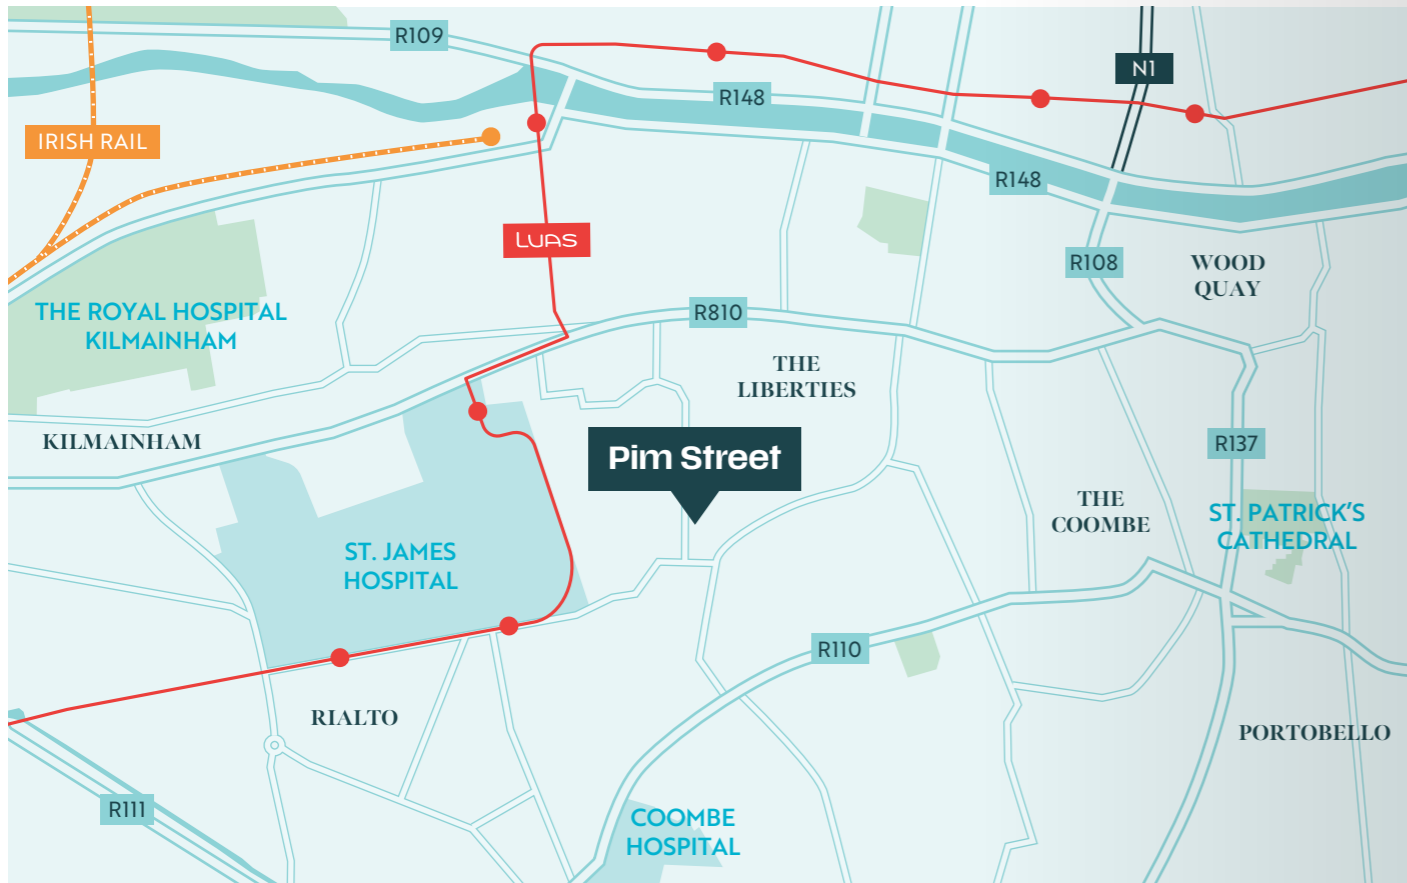 R109
N1
R148
IRISH RAIL
R148
LUAS
R108
WOOD
QUAY
THE ROYAL HOSPITAL
KILMAINHAM
R810
THE
LIBERTIES
KILMAINHAM
R137
Pim Street
THE
COOMBE
ST. PATRICK'S
CATHEDRAL
ST. JAMES
HOSPITAL
R110
RIALTO
PORTOBELLO
R111
COOMBE
HOSPITAL